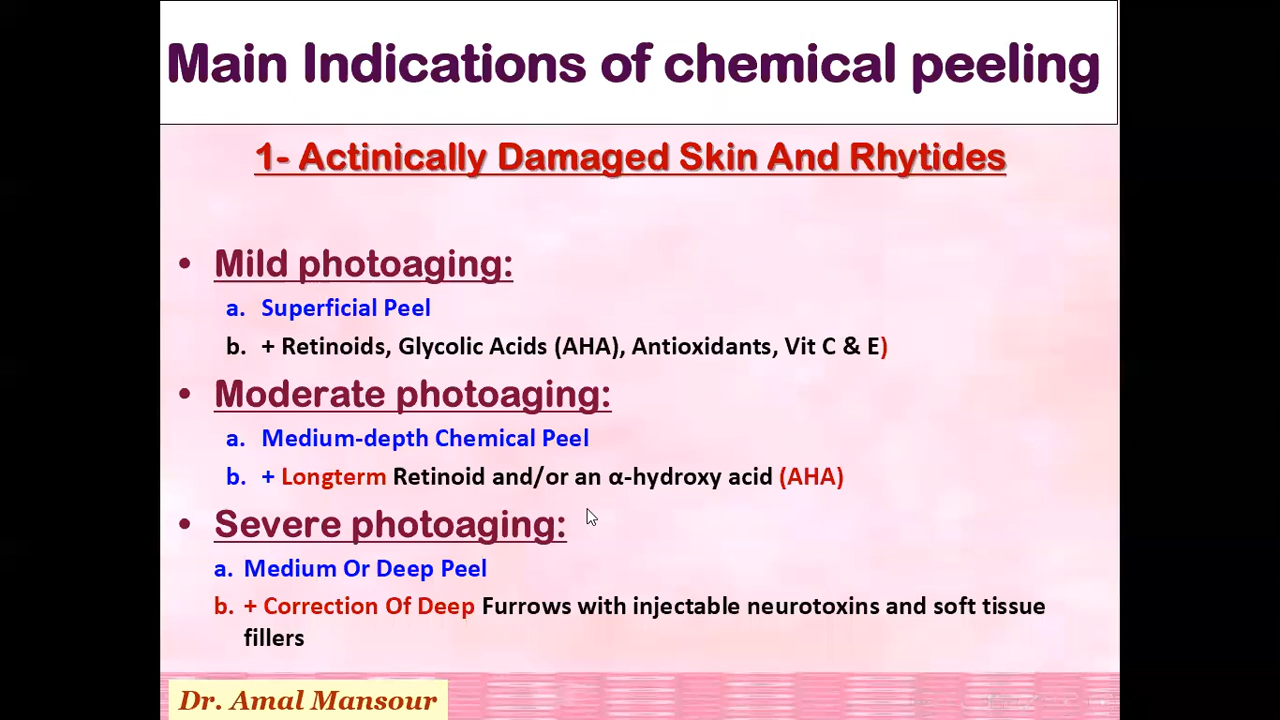 Main Indications of chemical peeling
1- Actinically Damaged Skin And Rhytides
• Mild photoaging:
a. Superficial Peel
b. + Retinoids, Glycolic Acids (AHA), Antioxidants, Vit C & E)
• Moderate photoaging:
a. Medium-depth Chemical Peel
b. + Longterm Retinoid and/or an α-hydroxy acid (AHA)
• Severe photoaging:
a. Medium Or Deep Peel
b. + Correction Of Deep Furrows with injectable neurotoxins and soft tissue
fillers
Dr. Amal Mansour